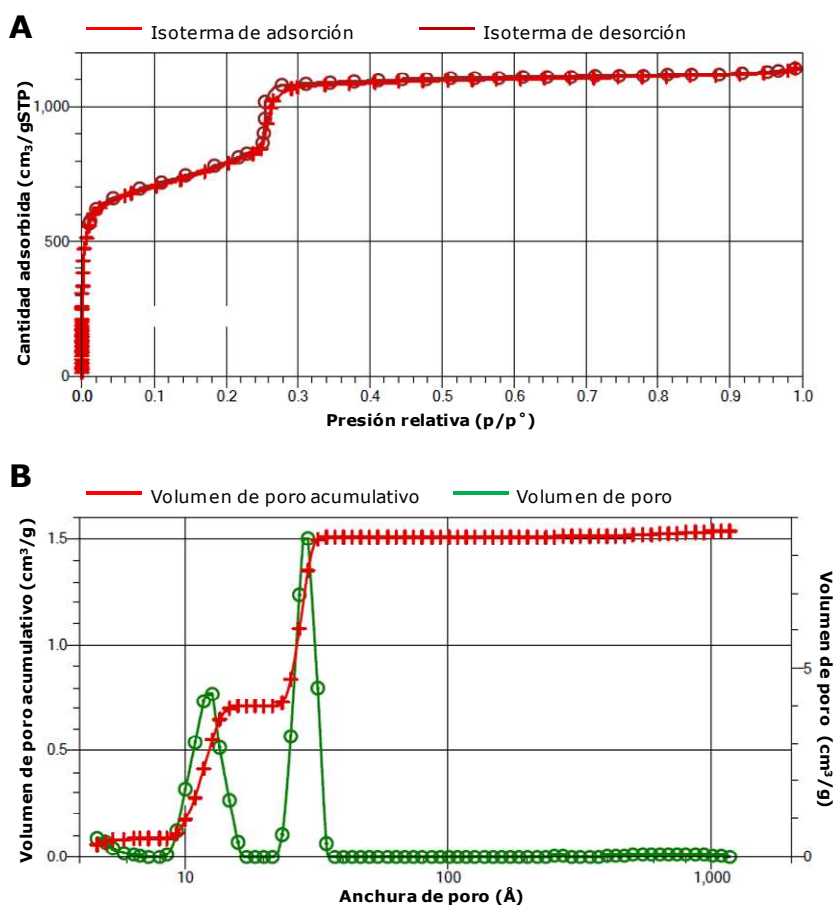 A
Isoterma de adsorción
Isoterma de desorción
Cantidad adsorbida (cm₃/gSTP)
1,000
500
0
0.0 0.1 0.2 0.3 0.4 0.5 0.6 0.7 0.8 0.9 1.0
Presión relativa (p/p˚)
B
Volumen de poro acumulativo
Volumen de poro
Volumen de poro acumulativo (cm³/g)
1.5
1.0
0.5
0.0
5
0
Volumen de poro (cm³/g)
10 100 1,000
Anchura de poro (Å)